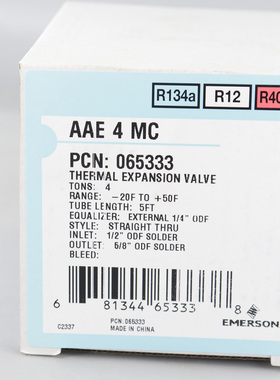 R134a R12 R40
AAE 4 MC
PCN: 065333
THERMAL EXPANSION VALVE
TONS: 4
RANGE: -20F TO +50F
TUBE LENGTH: 5FT
EQUALIZER: EXTERNAL 1/4" ODF
STYLE: STRAIGHT THRU
INLET: 1/2" ODF SOLDER
OUTLET: 5/8" ODF SOLDER
BLEED:
6 81344 65333 8
EMERSON
PCN:065333
C2337 MADE IN CHINA